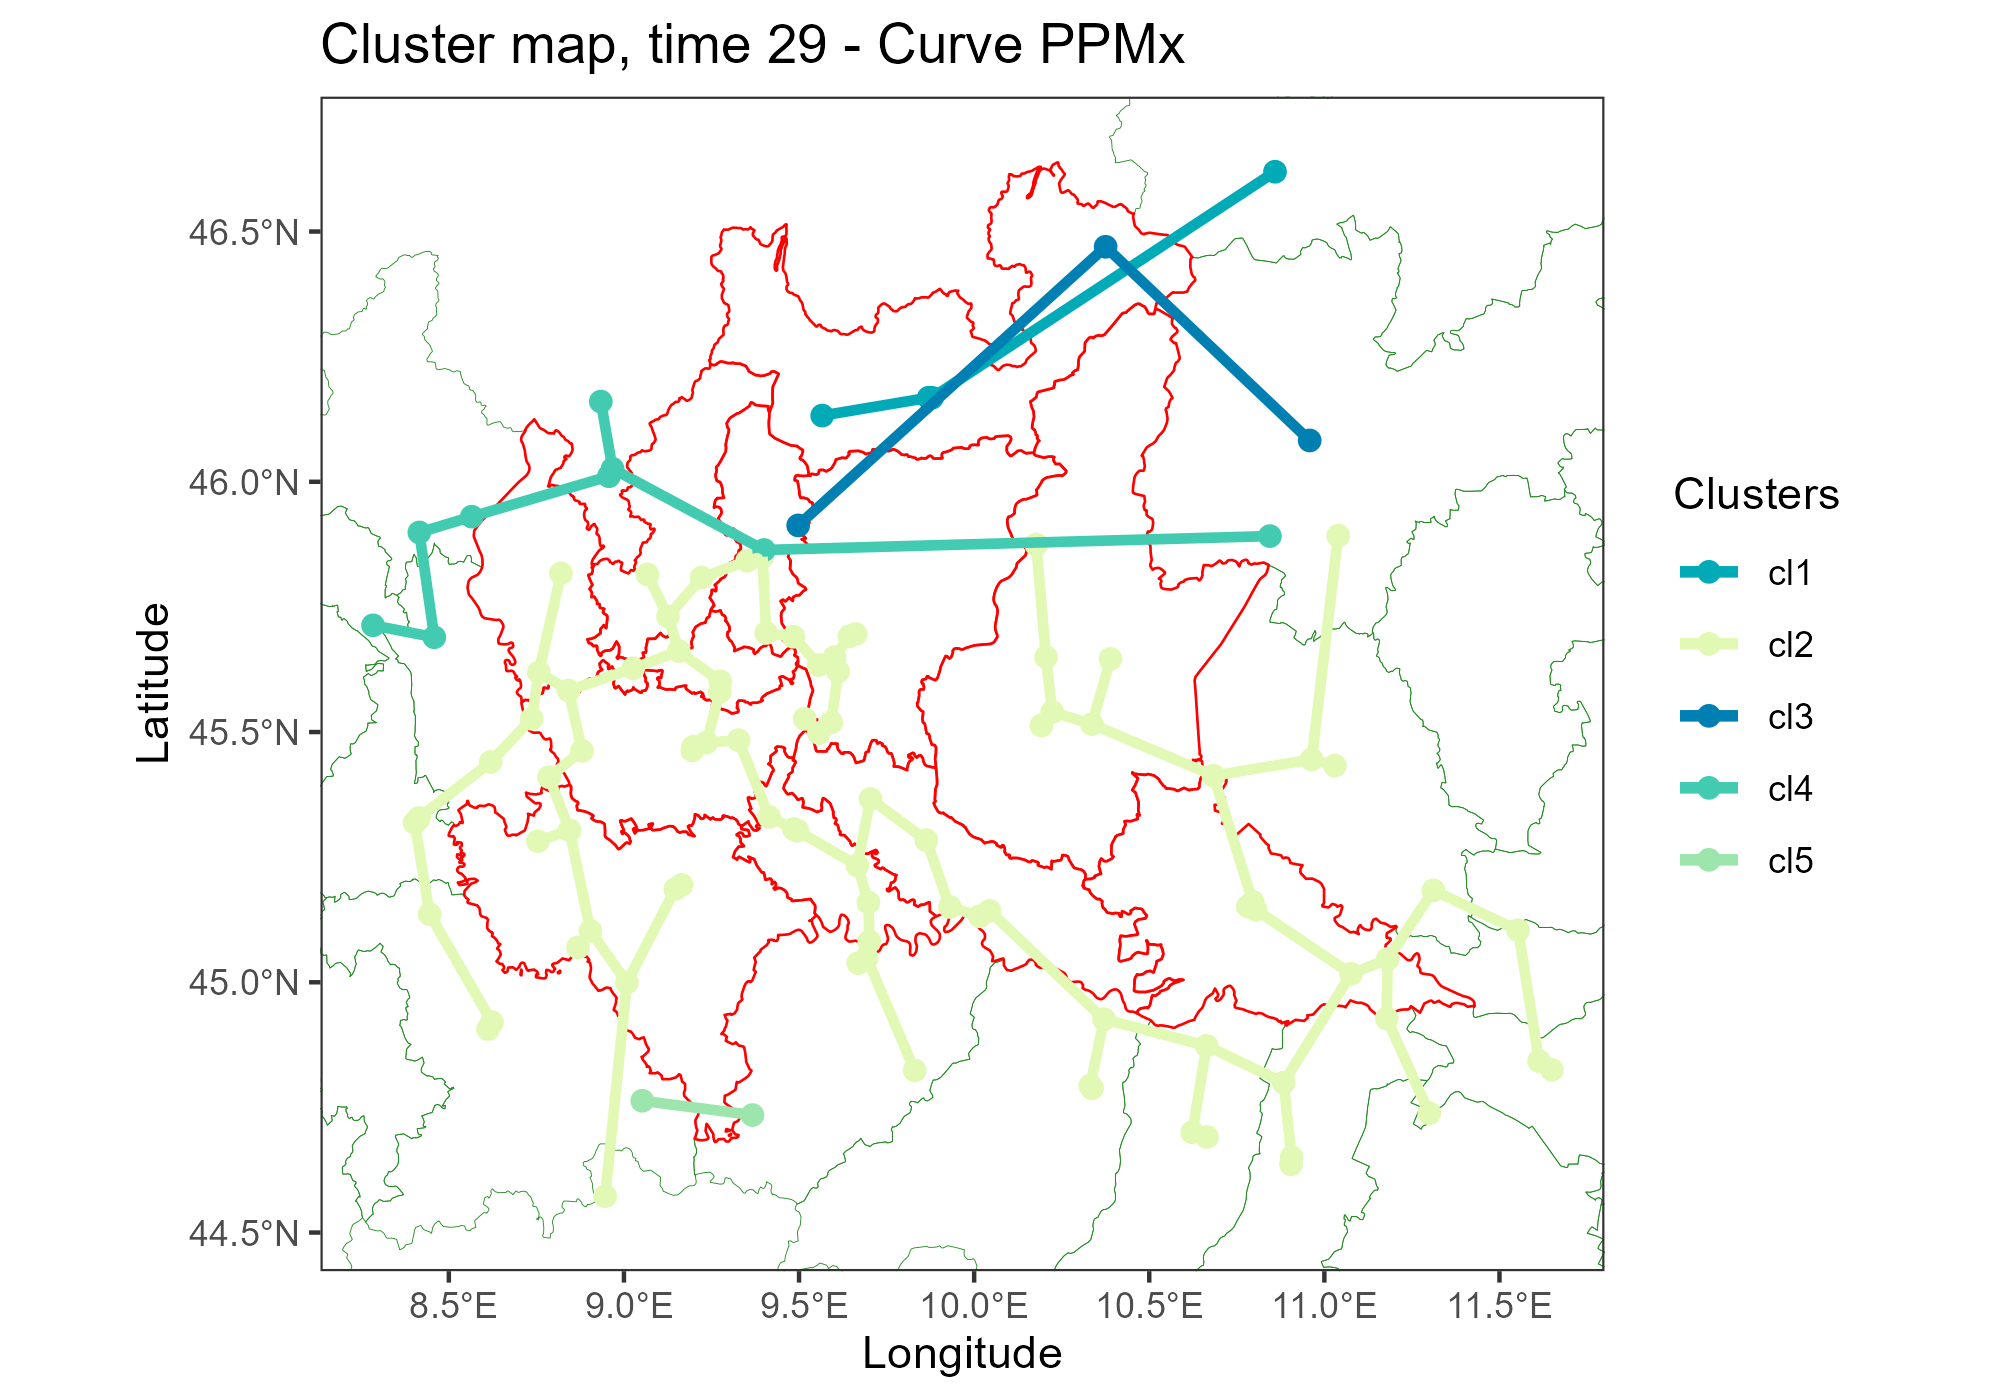 Cluster map, time 29 - Curve PPMx
46.5°N
46.0°N
45.5°N
45.0°N
44.5°N
Latitude
8.5°E
9.0°E
9.5°E
10.0°E
10.5°E
11.0°E
11.5°E
Longitude
Clusters
cl1
cl2
cl3
cl4
cl5